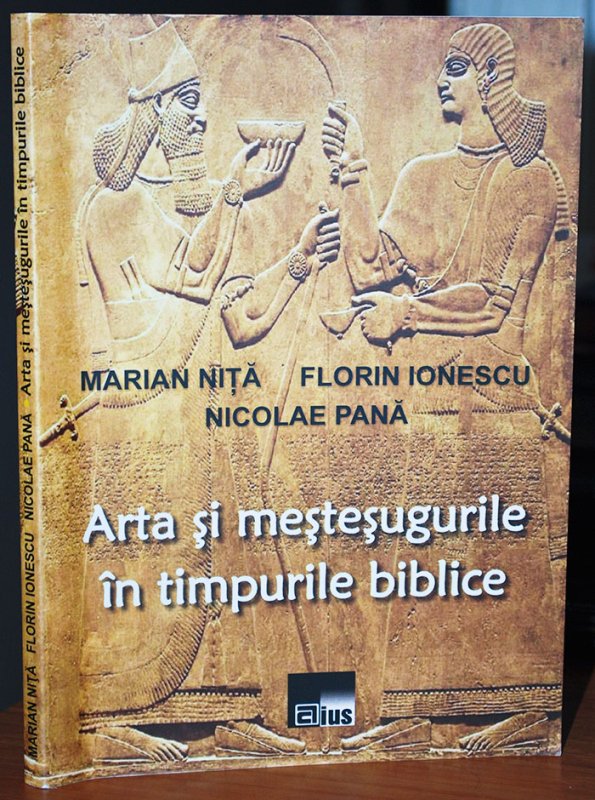 MARIAN NIȚĂ FLORIN IONESCU NICOLAE PANĂ Arta şi meşteşugurile în timpurile biblice
MARIAN NIȚĂ FLORIN IONESCU
NICOLAE PANĂ
Arta şi meşteşugurile
în timpurile biblice
aius